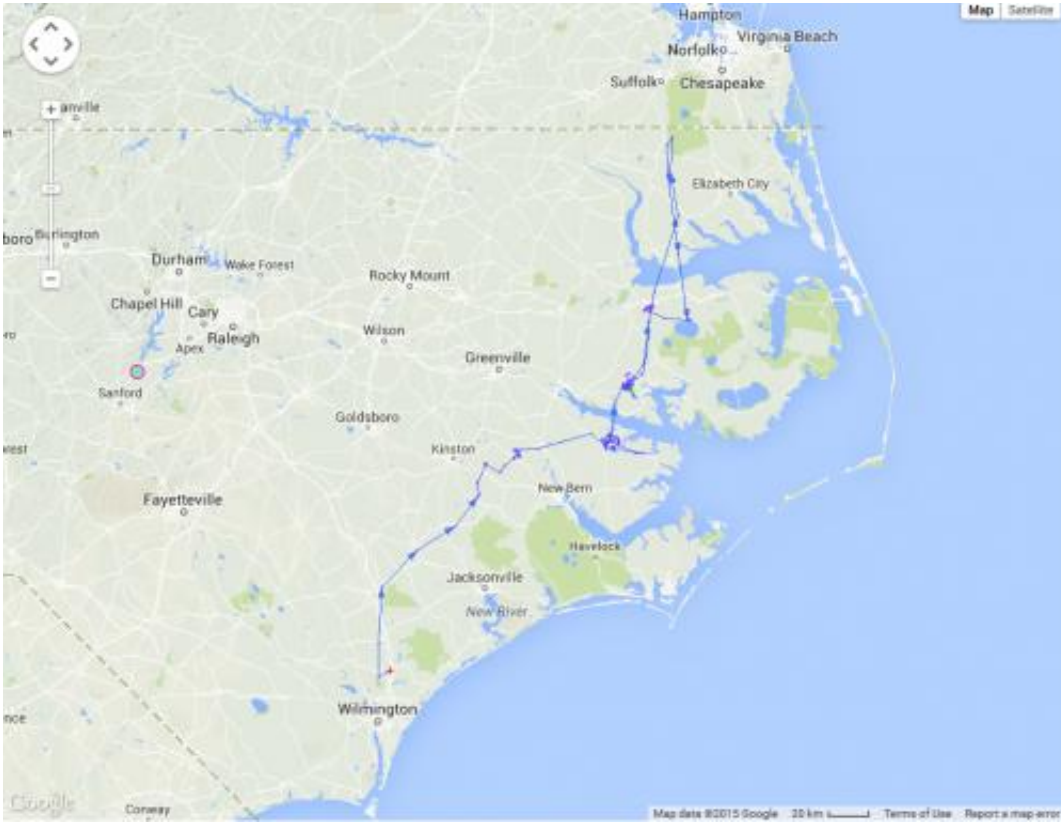 Hampton
Map Satellite
Virginia Beach
Norfolk
Suffolk
Chesapeake
anville
Elizabeth City
boro Burlington
Durham
Wake Forest
Rocky Mount
Chapel Hill
Cary
Raleigh
Apex
Wilson
Greenville
Sanford
Goldsboro
Kinston
New Bern
Fayetteville
Havelock
Jacksonville
New River
Wilmington
Google
Conway
Map data ©2015 Google 20 km Terms of Use Report a map error